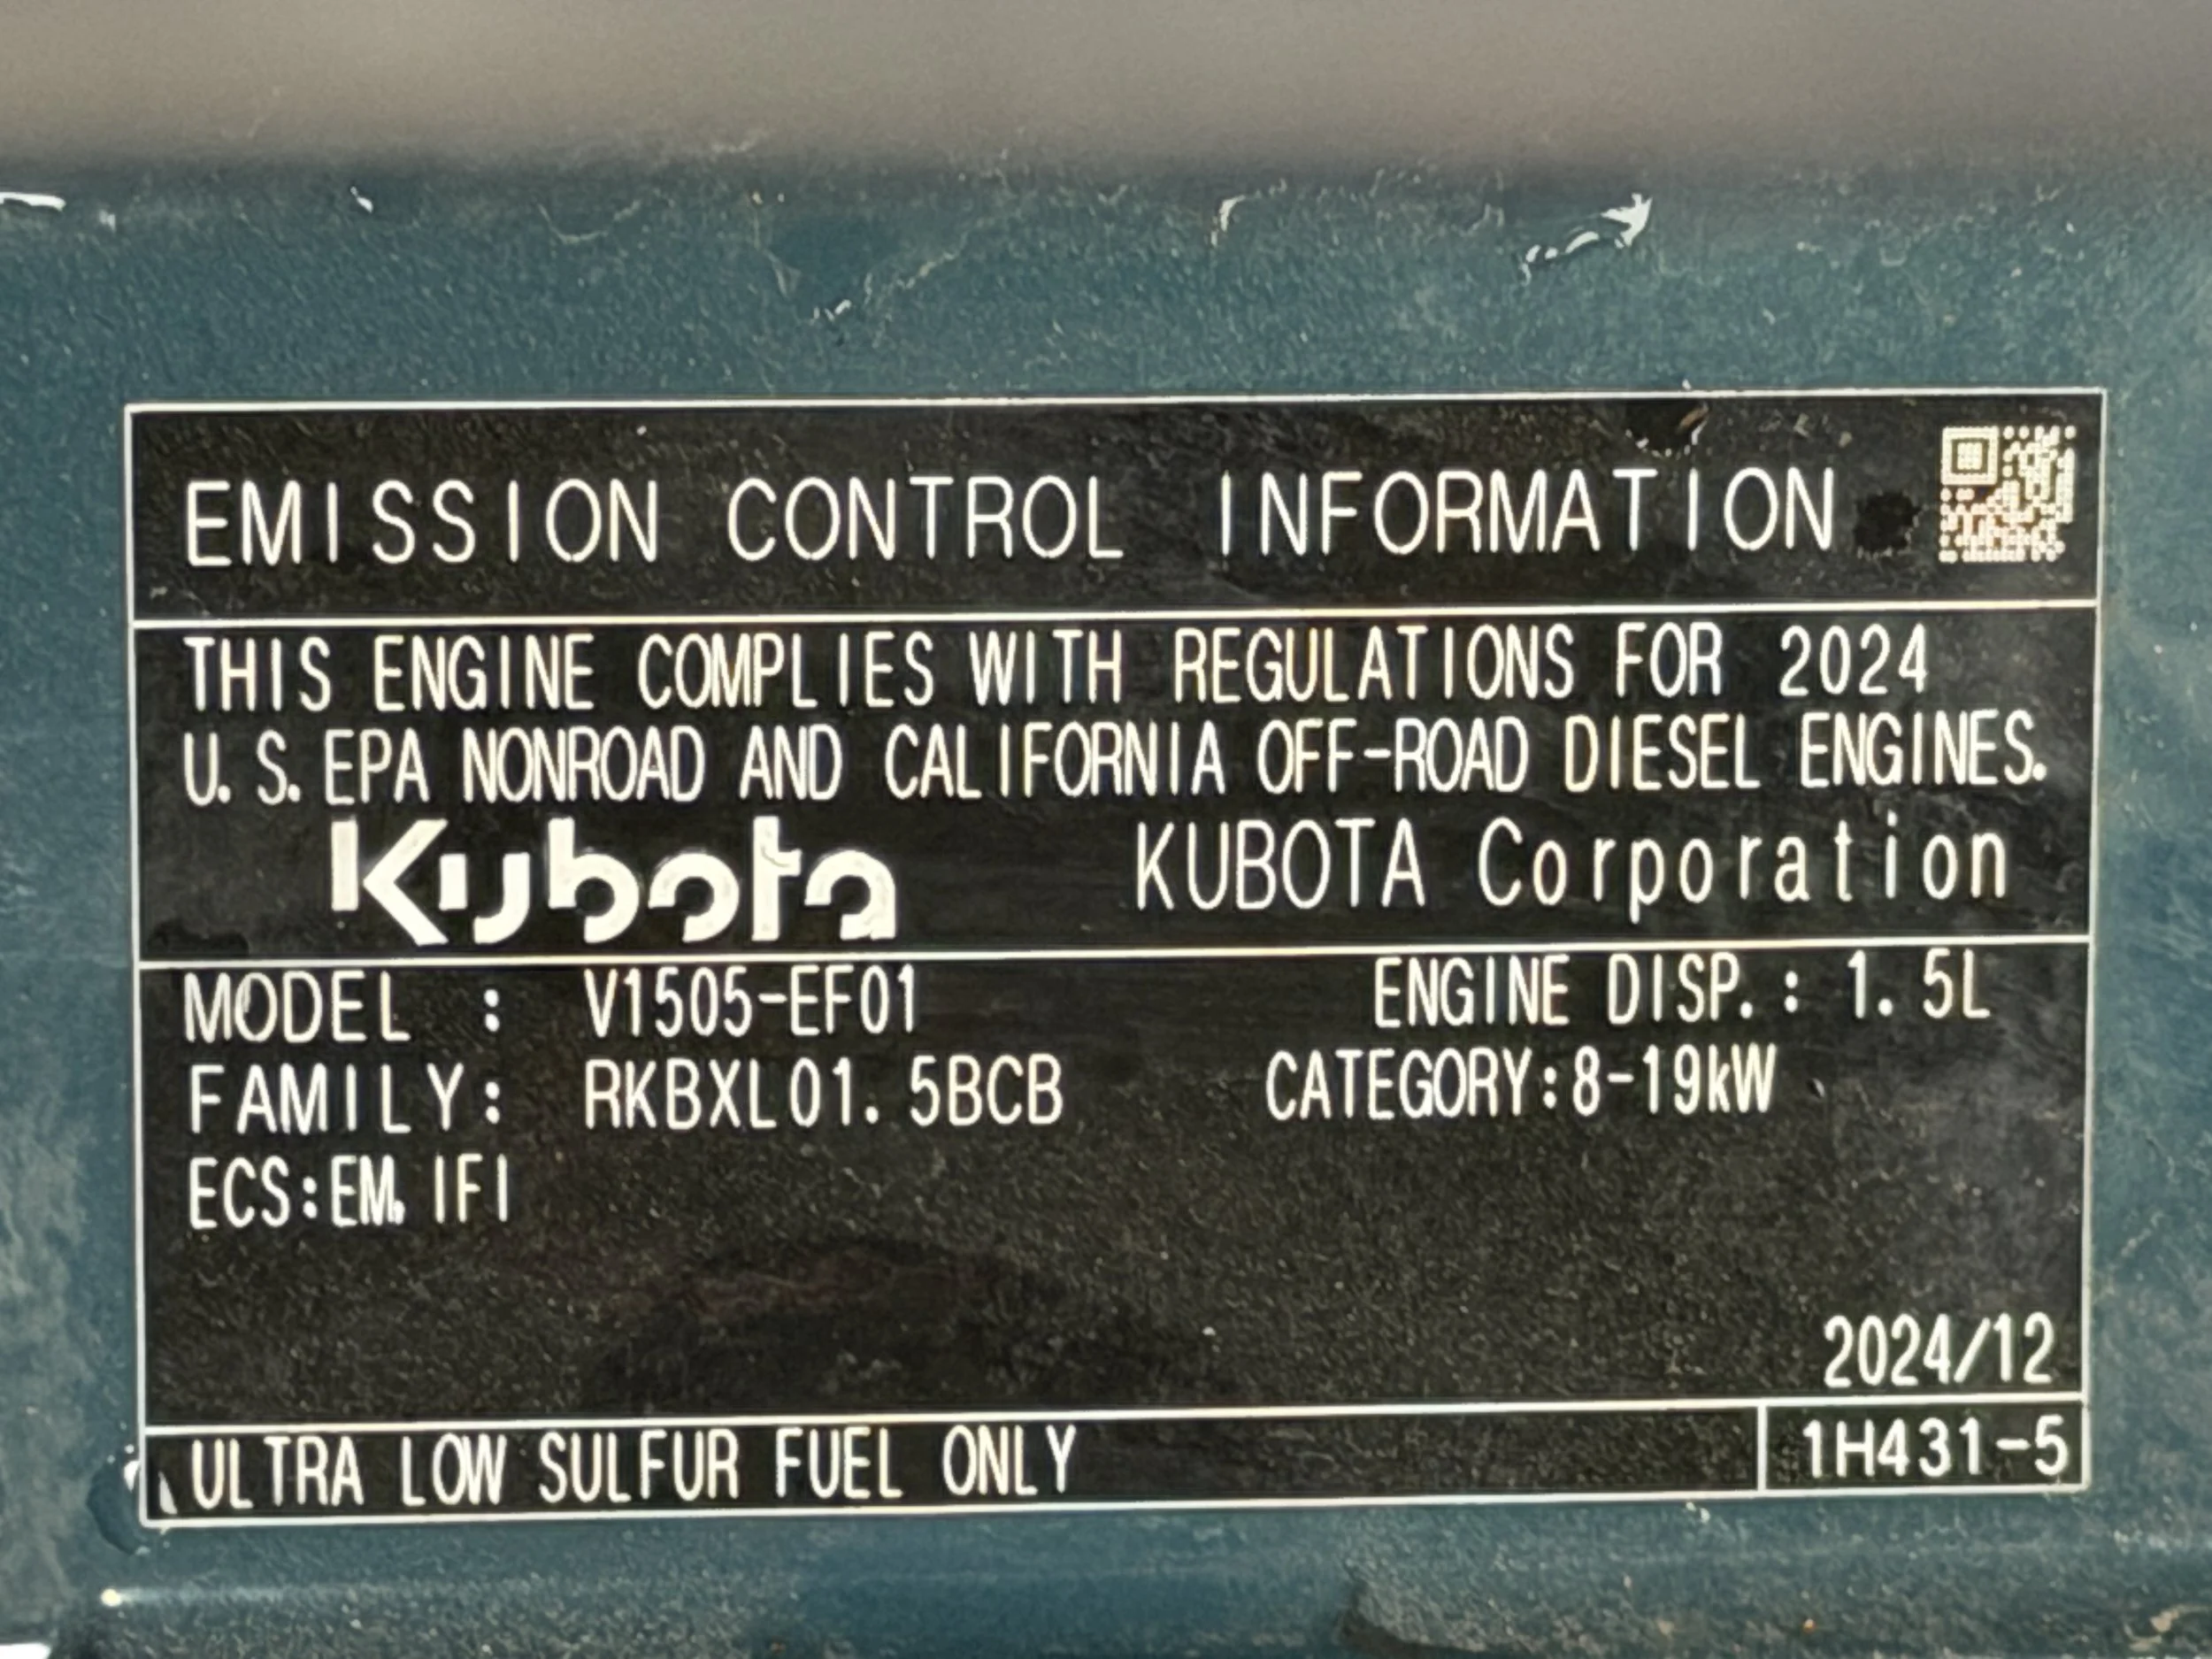 EMISSION CONTROL INFORMATION
THIS ENGINE COMPLIES WITH REGULATIONS FOR 2024
U.S.EPA NONROAD AND CALIFORNIA OFF-ROAD DIESEL ENGINES.
Kubota KUBOTA Corporation
MODEL : V1505-EF01 ENGINE DISP.: 1.5L
FAMILY: RKBXL01.5BCB CATEGORY:8-19kW
ECS:EM, IFI
2024/12
ULTRA LOW SULFUR FUEL ONLY 1H431-5